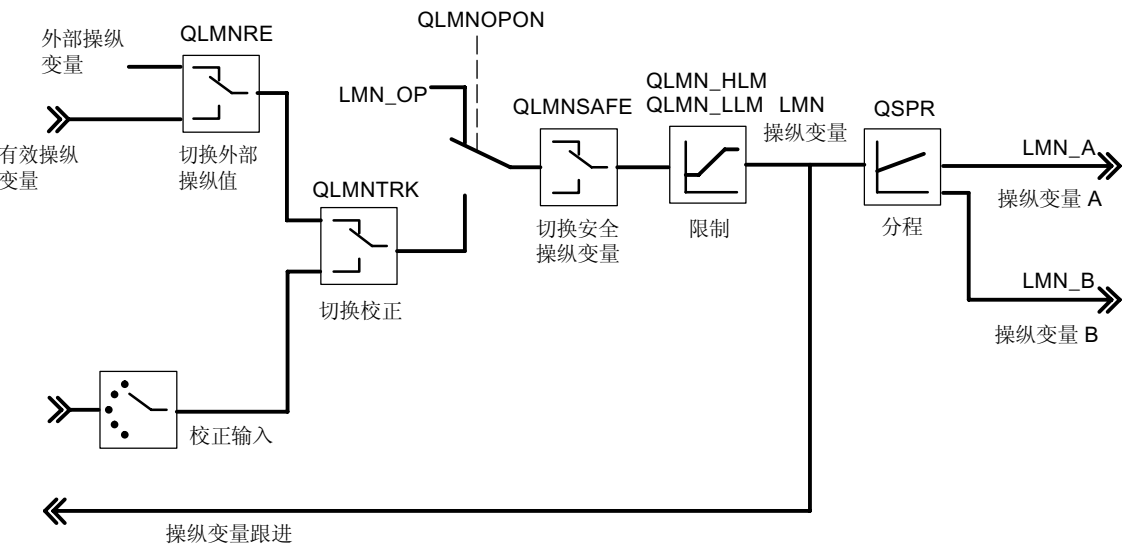 QLMNOPON
外部操纵
变量
QLMNRE
LMN_OP
QLMNSAFE
QLMN_HLM
QLMN_LLM
LMN
操纵变量
QSPR
有效操纵
变量
切换外部
操纵值
QLMNTRK
切换安全
操纵变量
限制
分程
LMN_A
操纵变量 A
LMN_B
操纵变量 B
切换校正
校正输入
操纵变量跟进